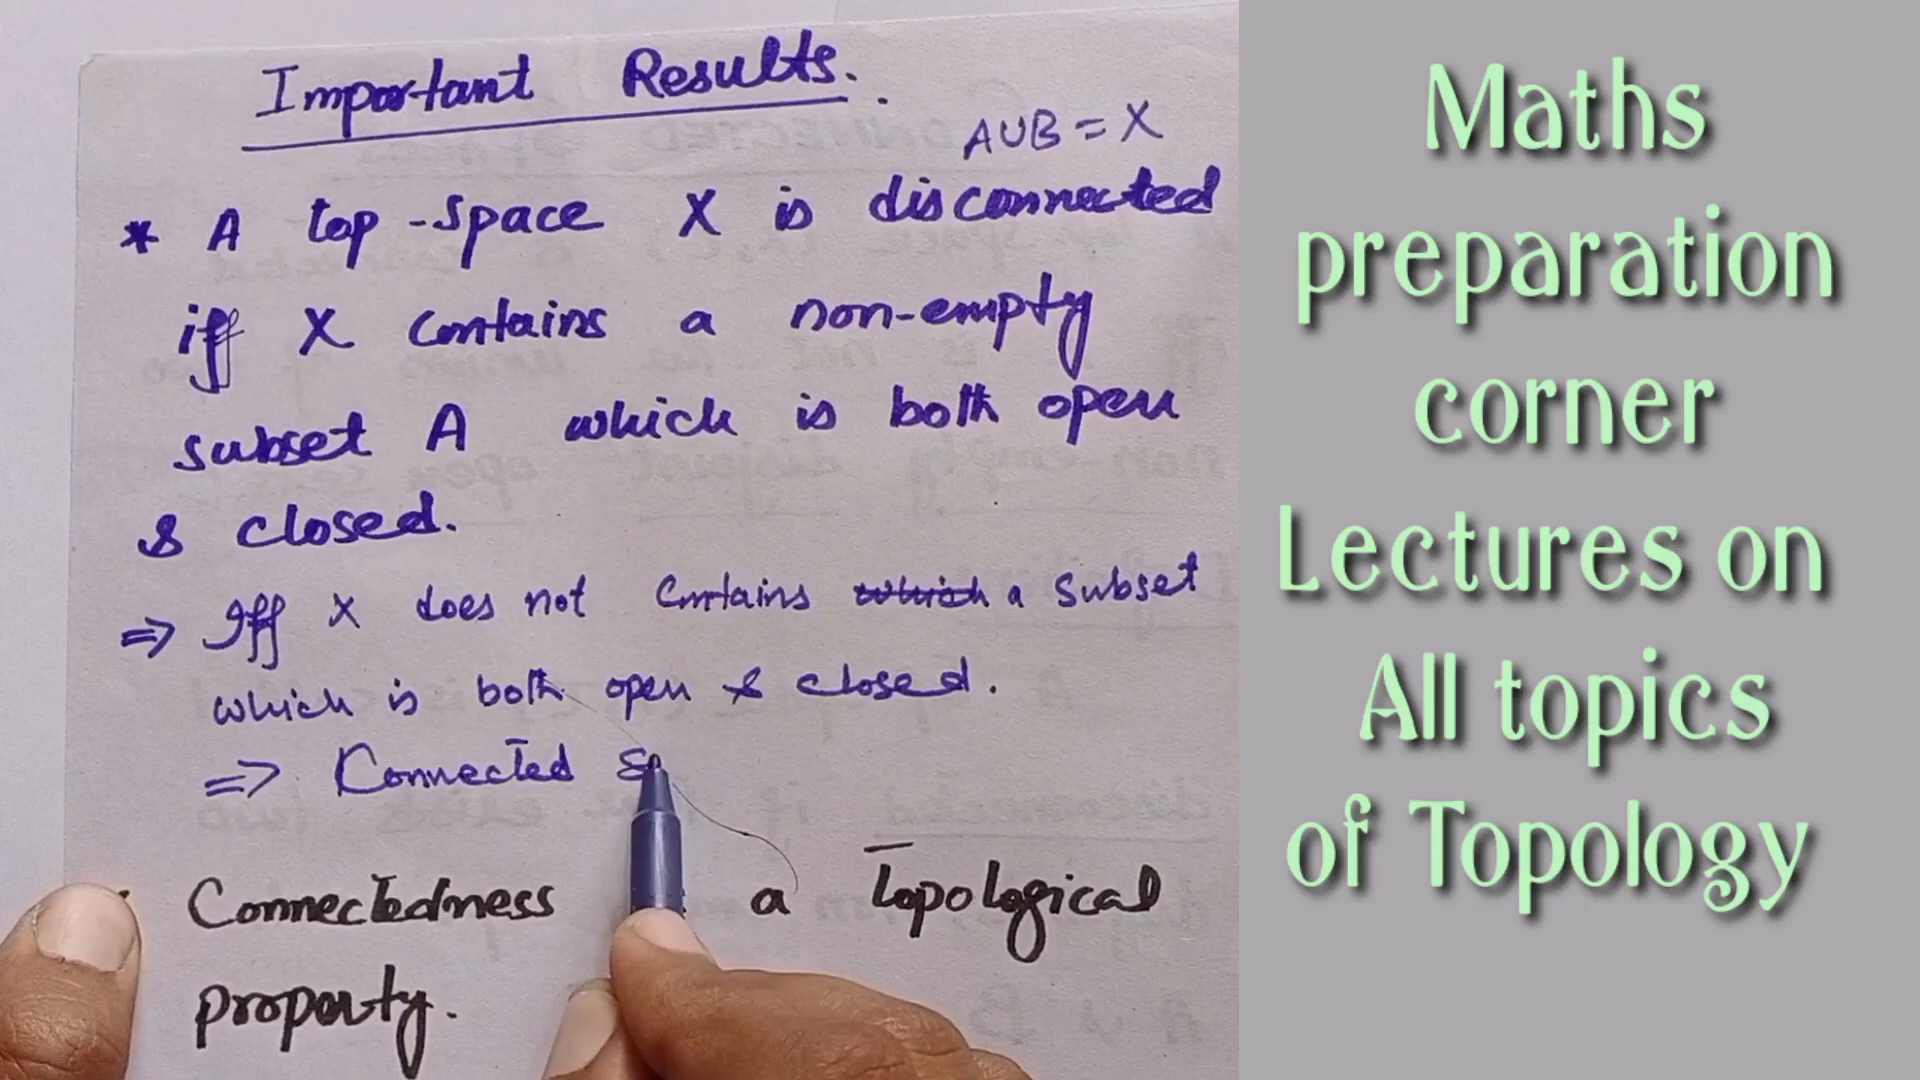 Important Results.
A∪B = X
* A top-space X is disconnected
iff X contains a non-empty
subset A which is both open
& closed.
⇒ Iff X does not contains a subset
which is both open & closed.
⇒ Connected
Connectedness a Topological
property.
Maths
preparation
corner
Lectures on
All topics
of Topology